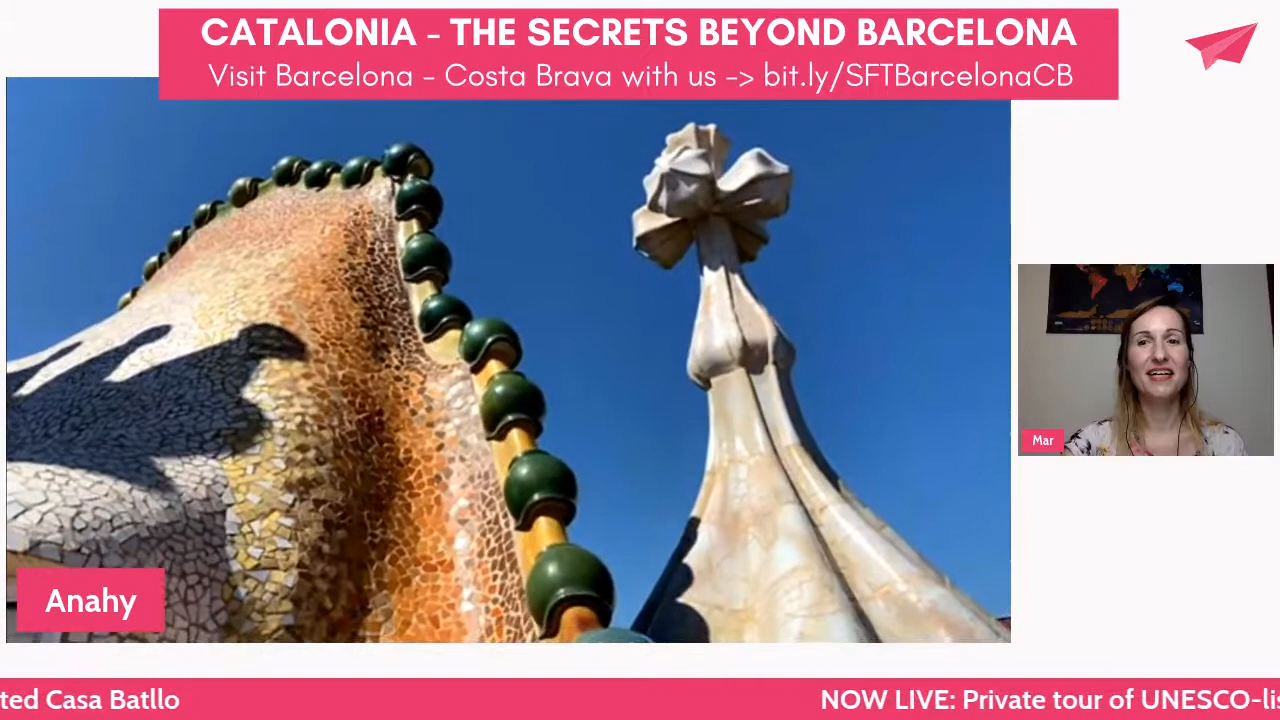 CATALONIA - THE SECRETS BEYOND BARCELONA
Visit Barcelona - Costa Brava with us -> bit.ly/SFTBarcelonaCB
Mar
Anahy
ted Casa Batllo
NOW LIVE: Private tour of UNESCO-lis